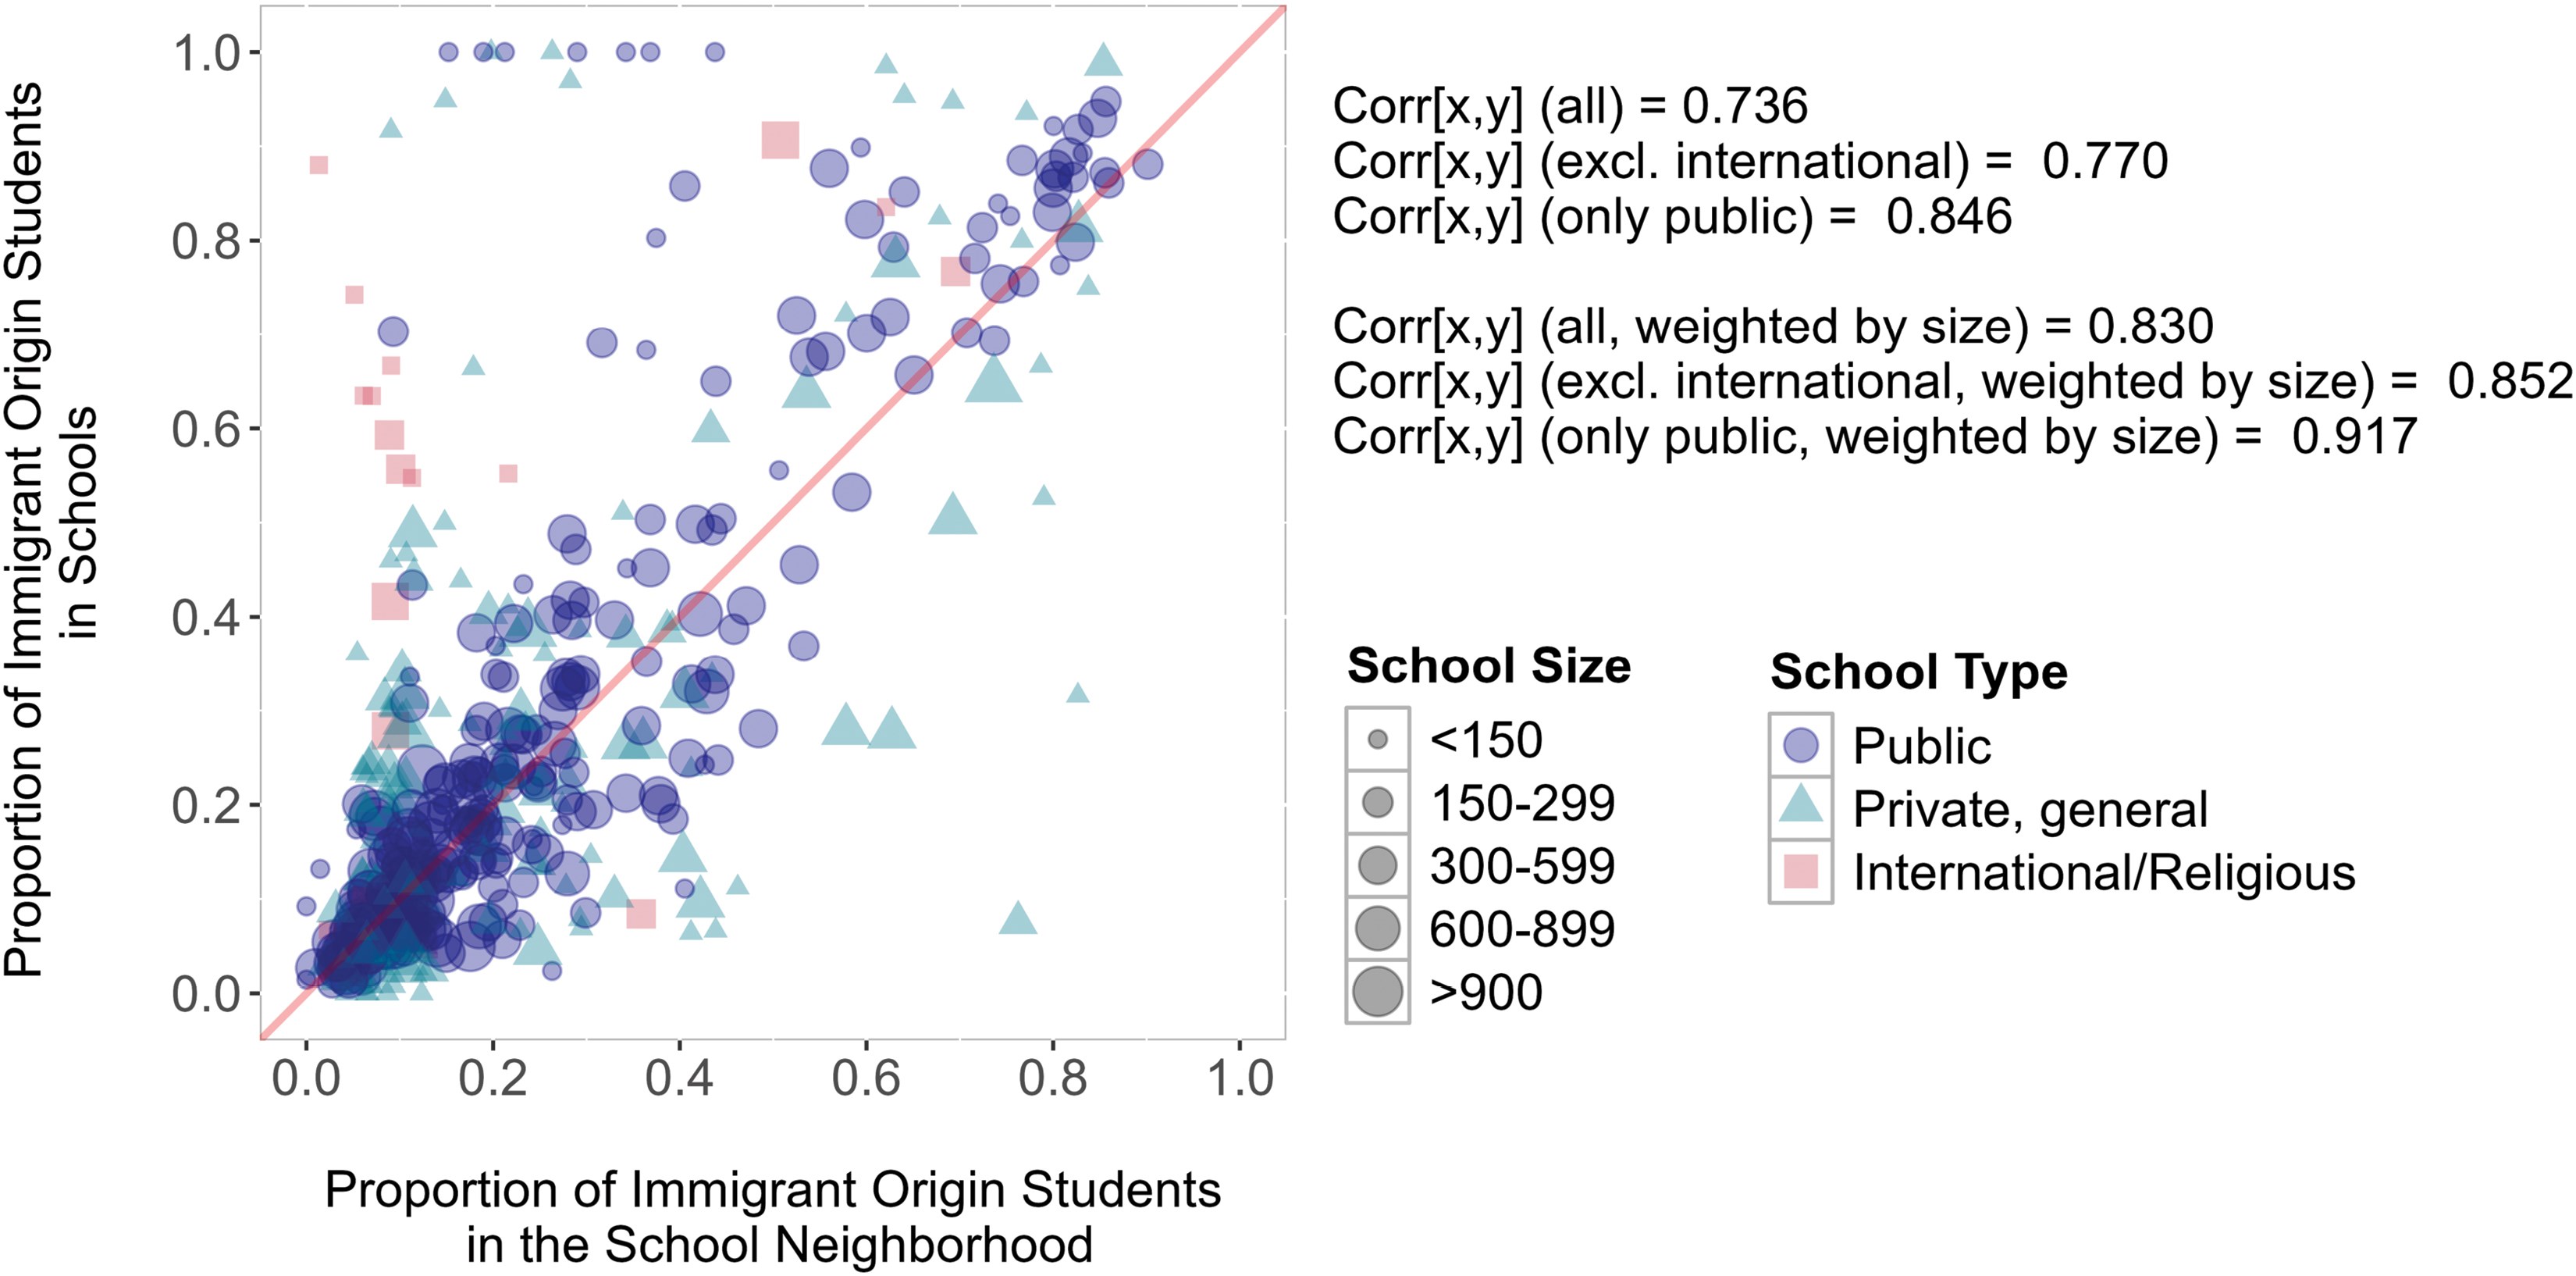 Proportion of Immigrant Origin Students
in Schools
1.0
0.8
0.6
0.4
0.2
0.0
0.0 0.2 0.4 0.6 0.8 1.0
Proportion of Immigrant Origin Students
in the School Neighborhood
Corr[x,y] (all) = 0.736
Corr[x,y] (excl. international) = 0.770
Corr[x,y] (only public) = 0.846
Corr[x,y] (all, weighted by size) = 0.830
Corr[x,y] (excl. international, weighted by size) = 0.852
Corr[x,y] (only public, weighted by size) = 0.917
School Size
<150
150-299
300-599
600-899
>900
School Type
Public
Private, general
International/Religious